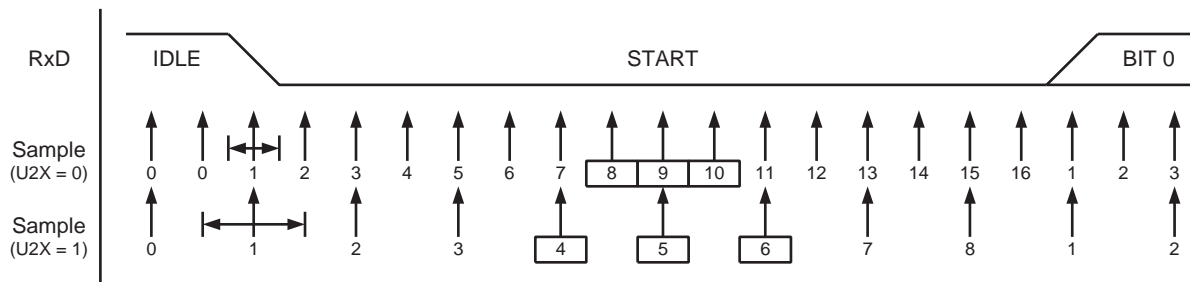 RxD IDLE START BIT 0
Sample
(U2X = 0)
0 0 1 2 3 4 5 6 7 8 9 10 11 12 13 14 15 16 1 2 3
Sample
(U2X = 1)
0 1 2 3 4 5 6 7 8 1 2